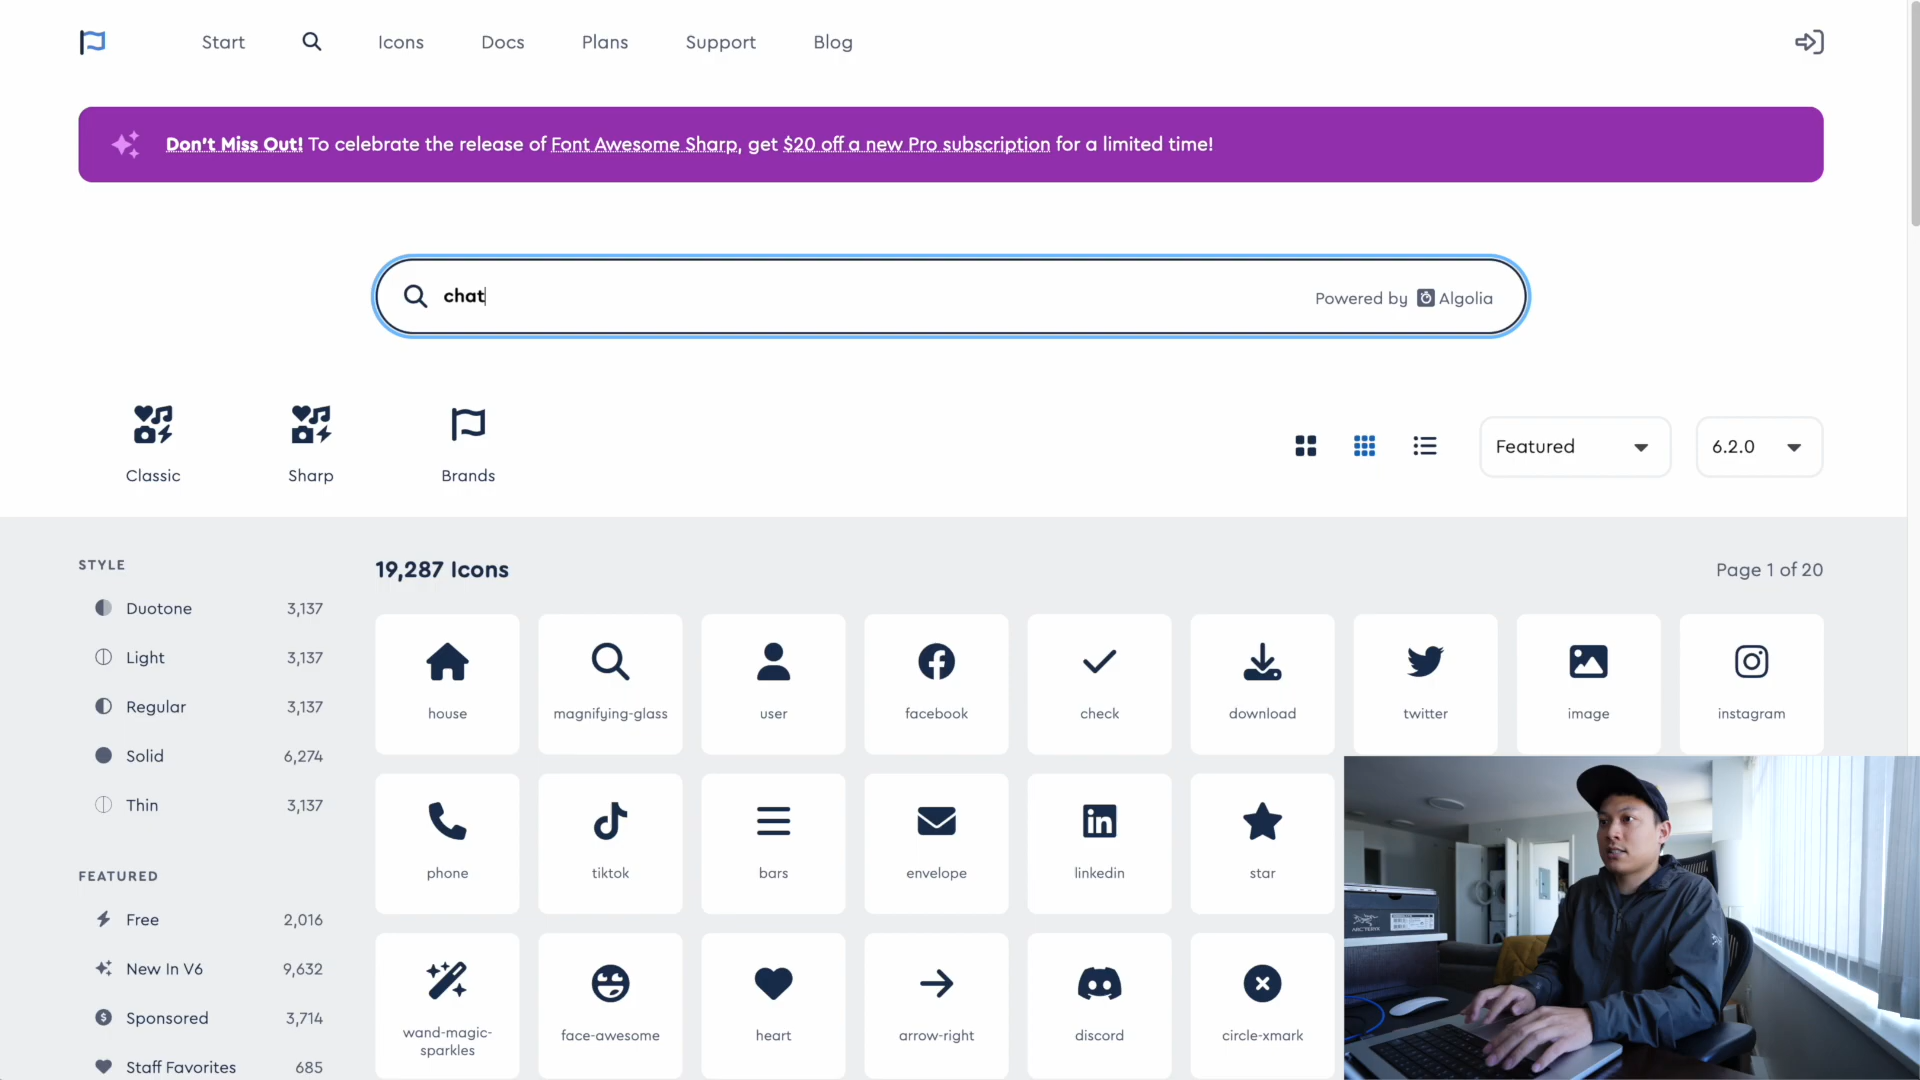 Start
Icons
Docs
Plans
Support
Blog
Don't Miss Out! To celebrate the release of Font Awesome Sharp, get $20 off a new Pro subscription for a limited time!
chat
Powered by Algolia
Classic
Sharp
Brands
Featured
6.2.0
STYLE
Duotone 3,137
Light 3,137
Regular 3,137
Solid 6,274
Thin 3,137
FEATURED
Free 2,016
New In V6 9,632
Sponsored 3,714
Staff Favorites 685
19,287 Icons
Page 1 of 20
house
magnifying-glass
user
facebook
check
download
twitter
image
instagram
phone
tiktok
bars
envelope
linkedin
star
wand-magic-
sparkles
face-awesome
heart
arrow-right
discord
circle-xmark
ARC'TERYX